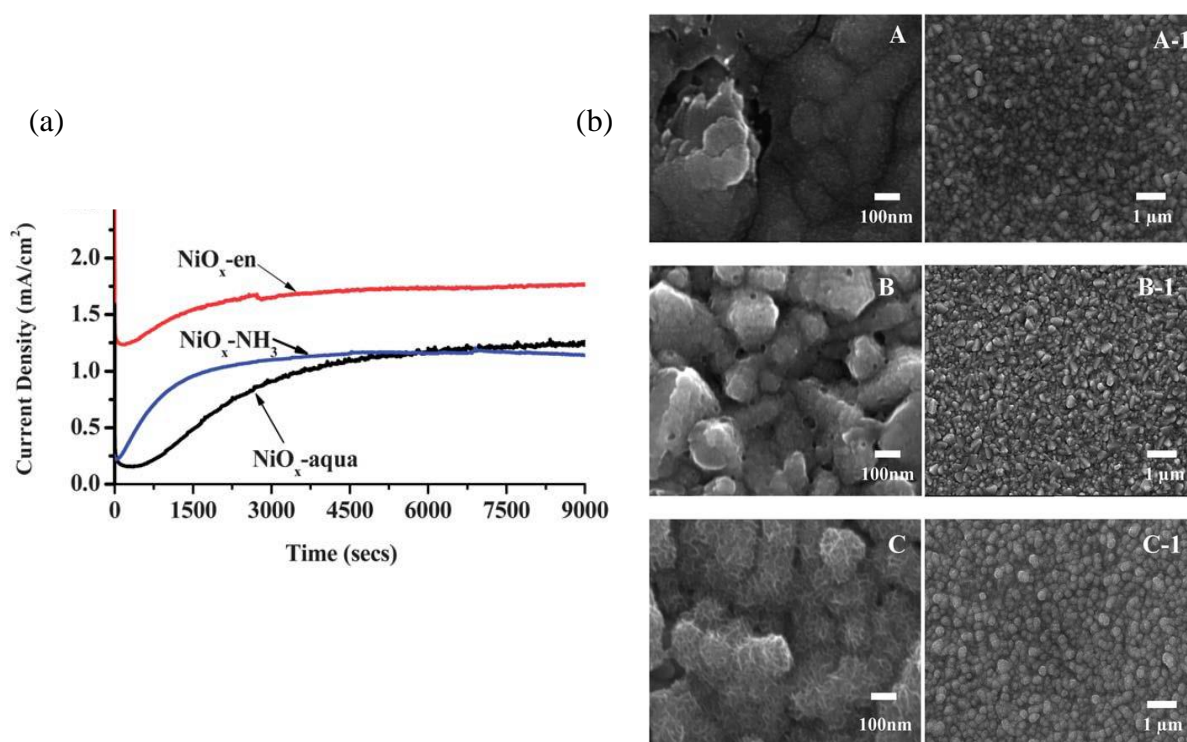 (a)
Current Density (mA/cm²)
2.0
1.5
1.0
0.5
0.0
NiOₓ-en
NiOₓ-NH₃
NiOₓ-aqua
0 1500 3000 4500 6000 7500 9000
Time (secs)
(b)
A
100nm
A-1
1 µm
B
100nm
B-1
1 µm
C
100nm
C-1
1 µm